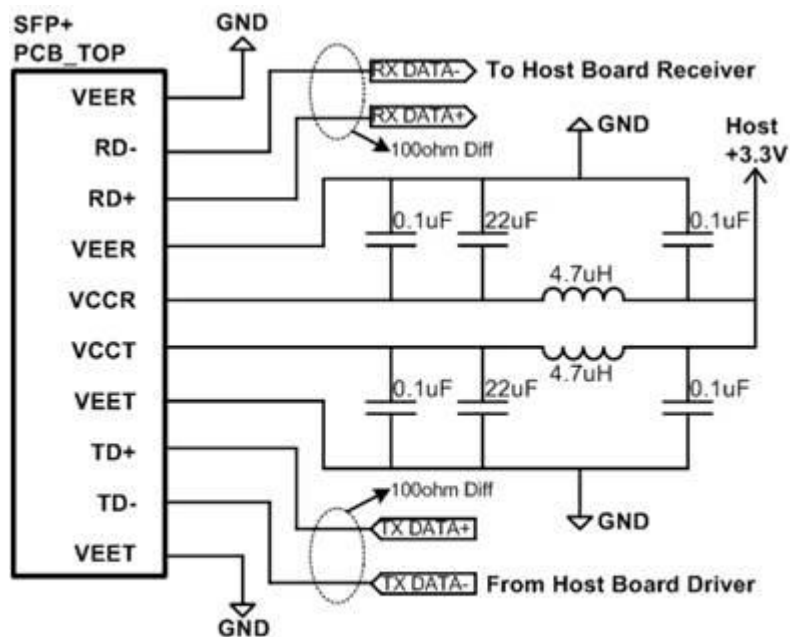 SFP+
PCB_TOP
GND
VEER
RD-
RD+
VEER
VCCR
VCCT
VEET
TD+
TD-
VEET
GND
RX DATA-
To Host Board Receiver
RX DATA+
100ohm Diff
GND
Host
+3.3V
0.1uF
22uF
0.1uF
4.7uH
4.7uH
0.1uF
22uF
0.1uF
100ohm Diff
GND
TX DATA+
TX DATA-
From Host Board Driver